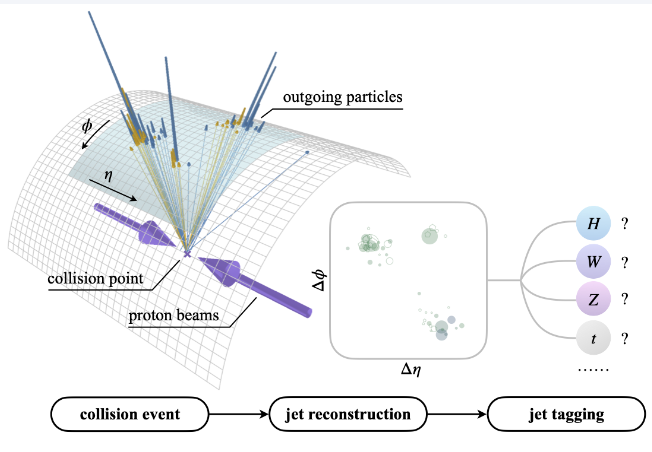 outgoing particles
ϕ
η
collision point
proton beams
Δϕ
Δη
H ?
W ?
Z ?
t ?
......
collision event
jet reconstruction
jet tagging